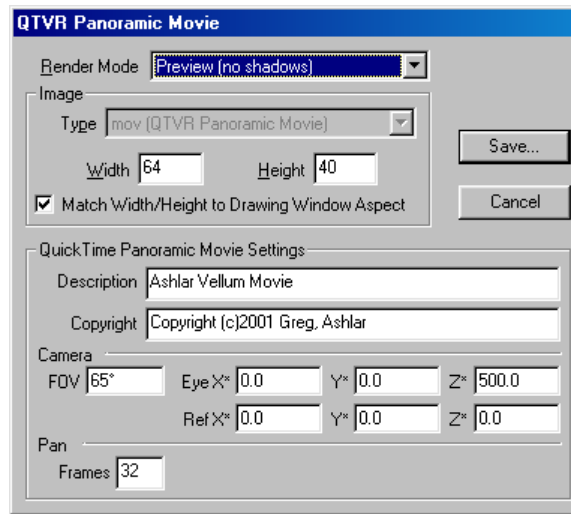 QTVR Panoramic Movie
Render Mode Preview (no shadows)
Image
Type mov (QTVR Panoramic Movie)
Width 64 Height 40
Match Width/Height to Drawing Window Aspect
Save...
Cancel
QuickTime Panoramic Movie Settings
Description Ashlar Vellum Movie
Copyright Copyright (c)2001 Greg, Ashlar
Camera
FOV 65° Eye X* 0.0 Y* 0.0 Z* 500.0
Ref X* 0.0 Y* 0.0 Z* 0.0
Pan
Frames 32